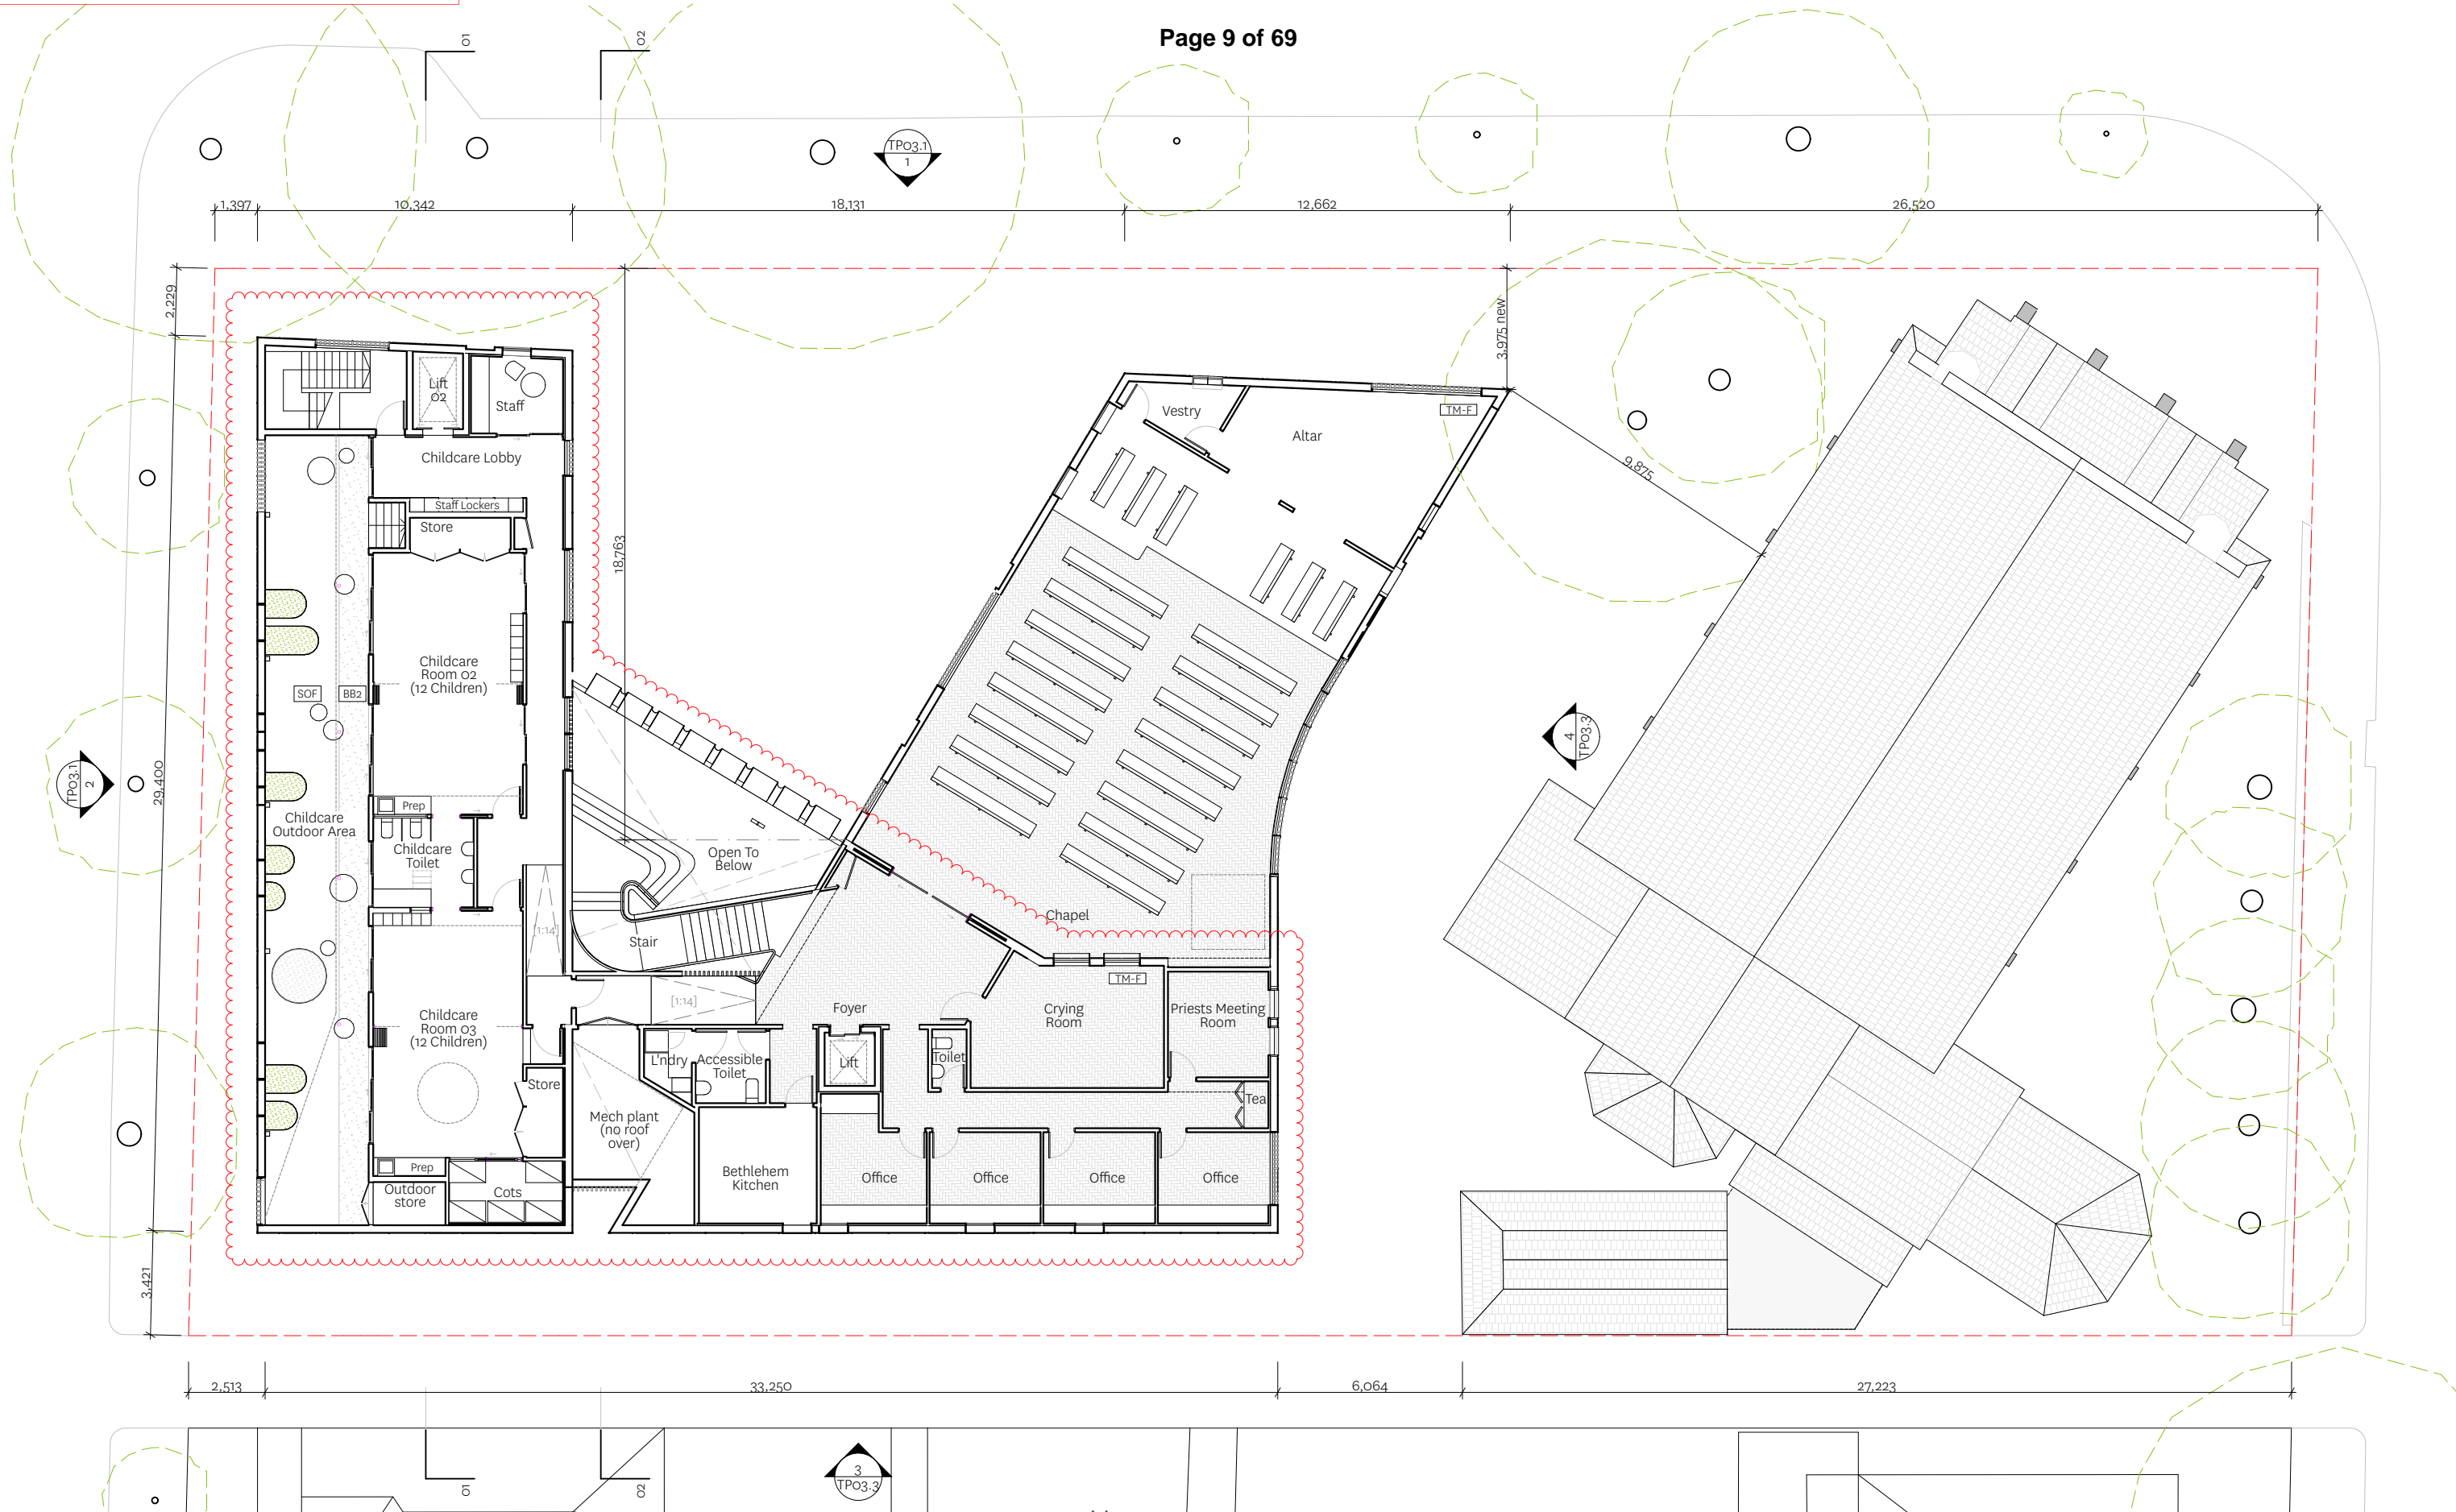 Page 9 of 69
01
02
TP03.1
1
1,397
10,342
18,131
12,662
26,520
2,229
3,975 new
Lift
02
Staff
Vestry
TM-F
Altar
Childcare Lobby
9,875
Staff Lockers
Store
18,763
Childcare
Room 02
(12 Children)
SOF
BB2
4
TP03.3
TP03.1
2
29,400
Prep
Childcare
Outdoor Area
Childcare
Toilet
Open To
Below
Chapel
[1:14]
Stair
TM-F
[1:14]
Foyer
Crying
Room
Priests Meeting
Room
Childcare
Room 03
(12 Children)
L'ndry
Accessible
Toilet
Lift
Toilet
Store
Tea
Mech plant
(no roof
over)
Prep
Bethlehem
Kitchen
Office
Office
Office
Office
Outdoor
store
Cots
3,421
2,513
33,250
6,064
27,223
3
TP03.3
01
02